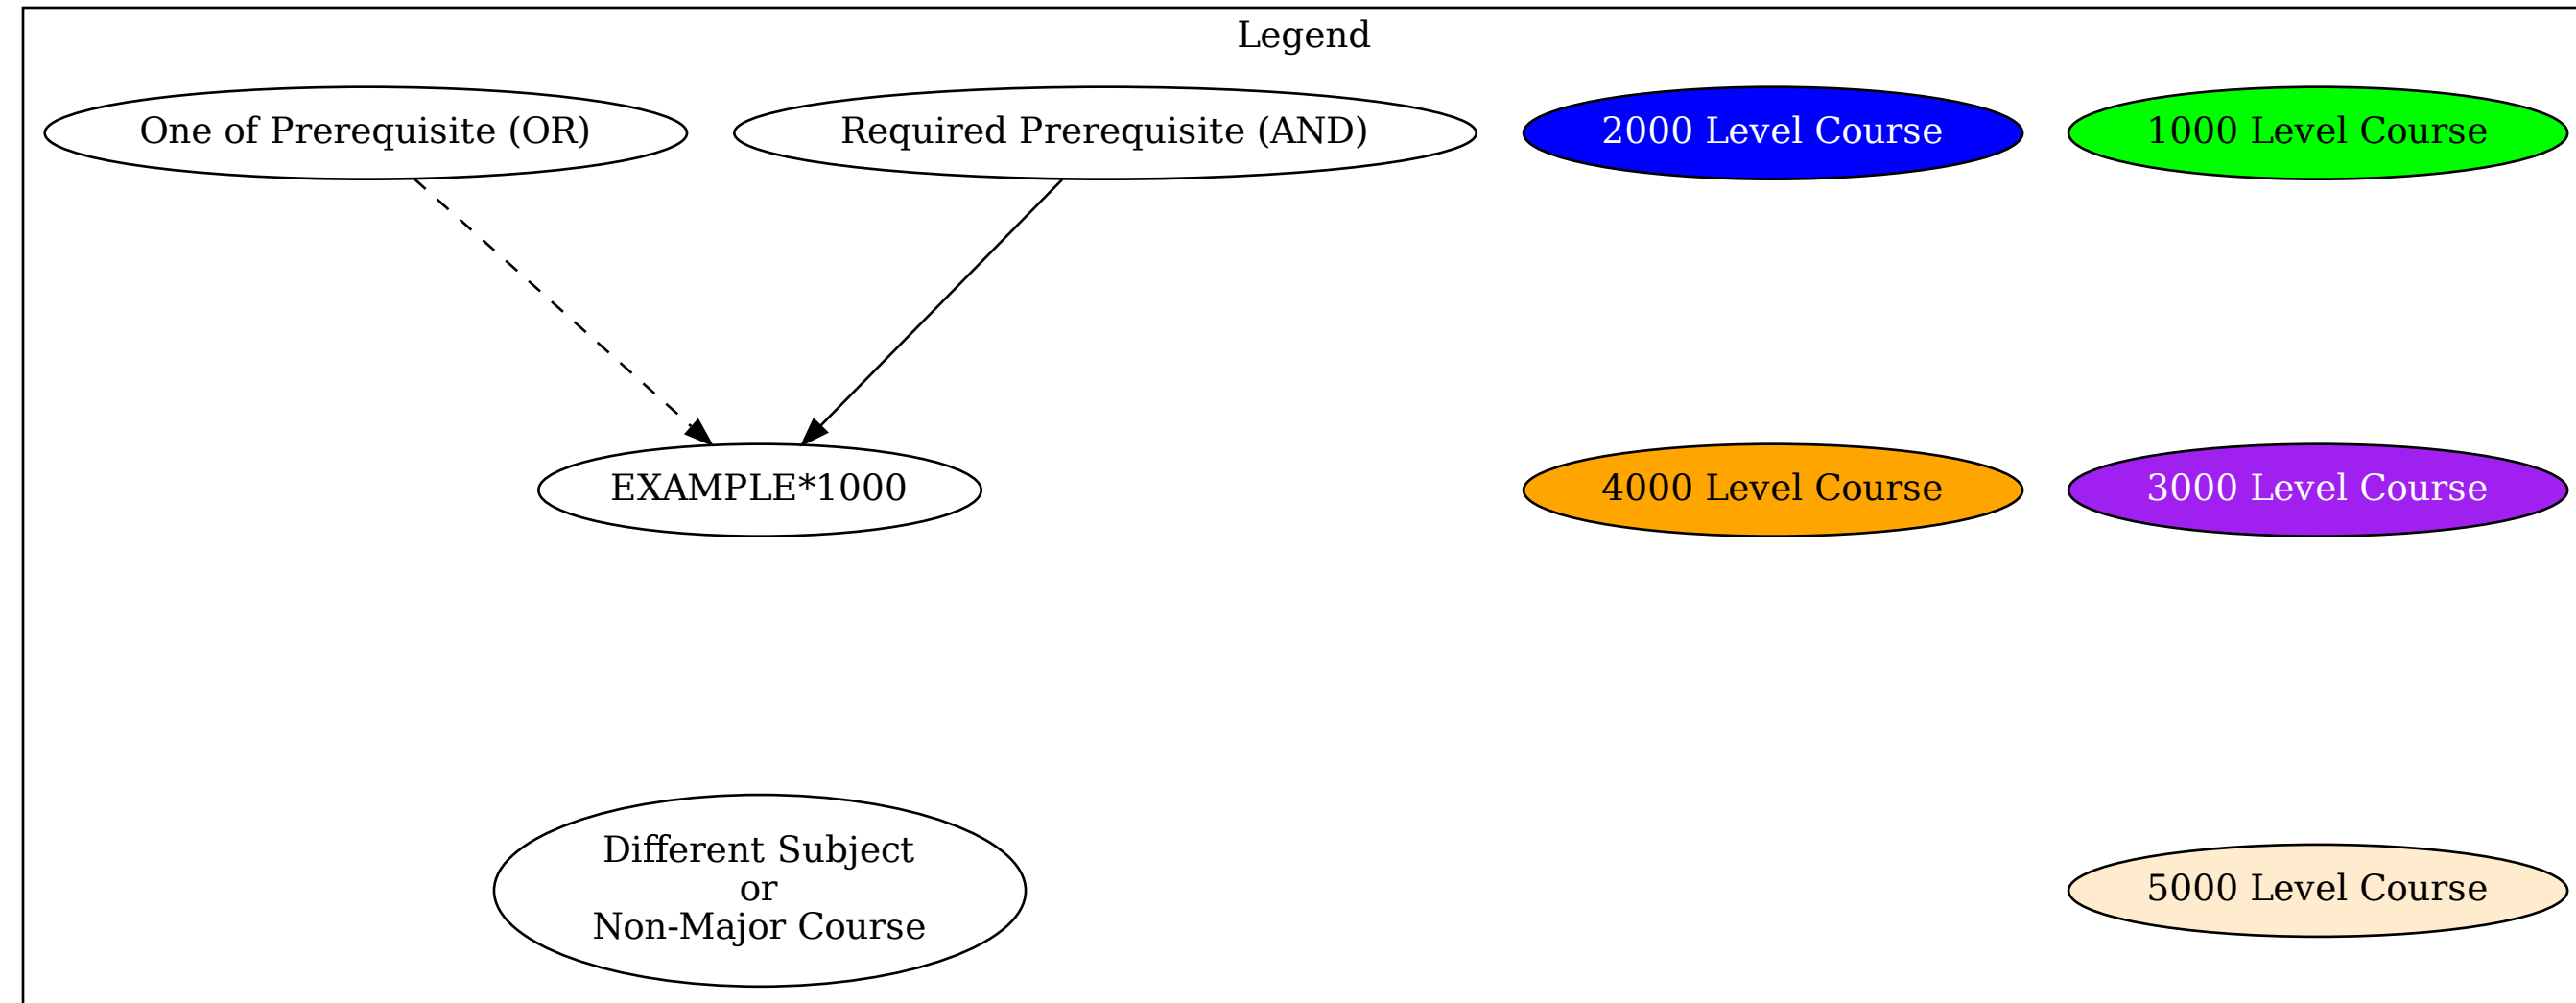 Legend
One of Prerequisite (OR)
Required Prerequisite (AND)
2000 Level Course
1000 Level Course
EXAMPLE*1000
4000 Level Course
3000 Level Course
Different Subject
or
Non-Major Course
5000 Level Course